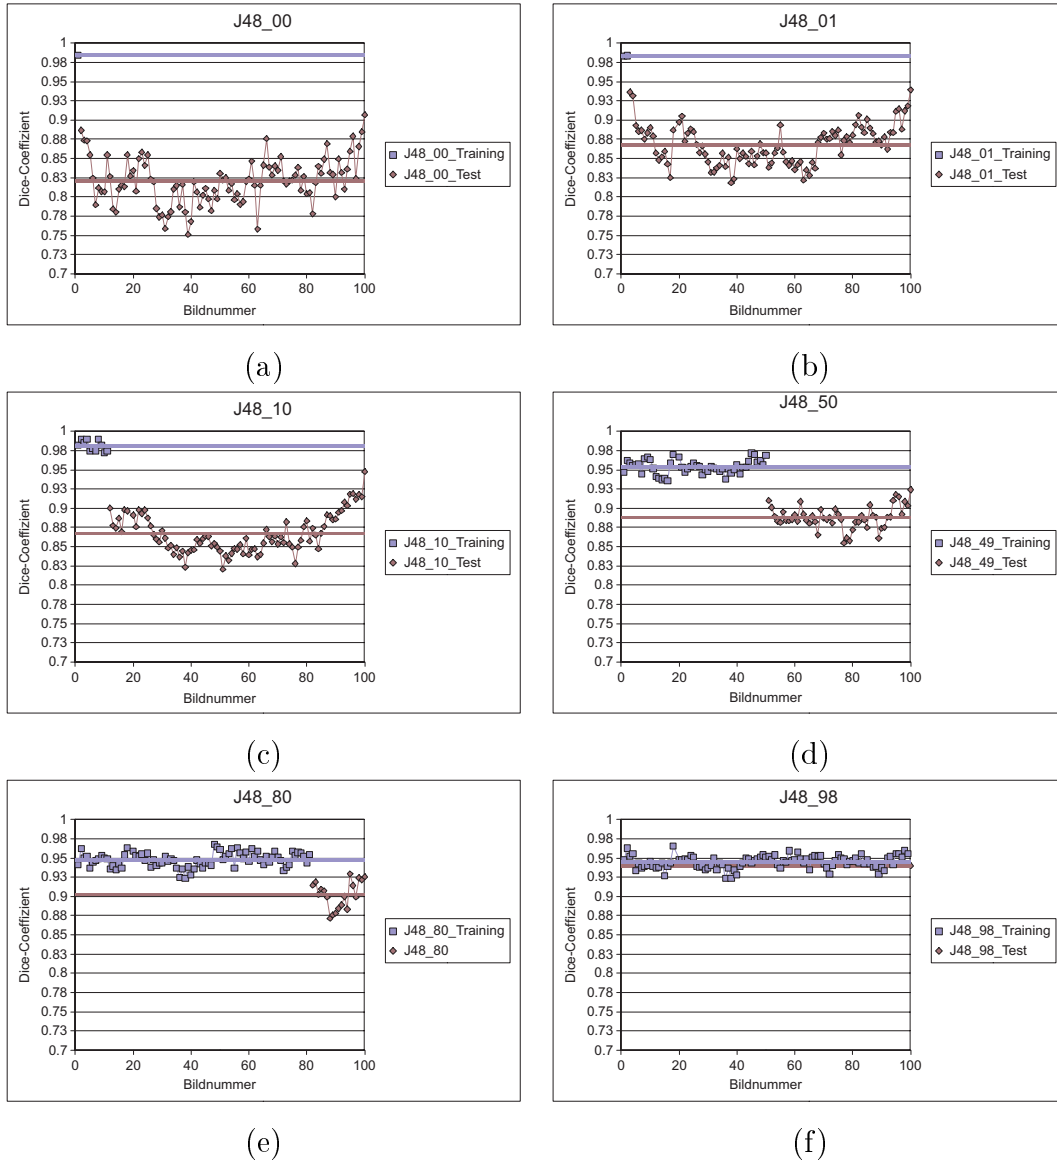 J48_00
1
0.98
0.95
0.93
0.9
0.88
0.85
0.83
0.8
0.78
0.75
0.73
0.7
Dice-Coeffizient
0 20 40 60 80 100
Bildnummer
J48_00_Training
J48_00_Test
(a)
J48_01
1
0.98
0.95
0.93
0.9
0.88
0.85
0.83
0.8
0.78
0.75
0.73
0.7
Dice-Coeffizient
0 20 40 60 80 100
Bildnummer
J48_01_Training
J48_01_Test
(b)
J48_10
1
0.98
0.95
0.93
0.9
0.88
0.85
0.83
0.8
0.78
0.75
0.73
0.7
Dice-Coeffizient
0 20 40 60 80 100
Bildnummer
J48_10_Training
J48_10_Test
(c)
J48_50
1
0.98
0.95
0.93
0.9
0.88
0.85
0.83
0.8
0.78
0.75
0.73
0.7
Dice-Coeffizient
0 20 40 60 80 100
Bildnummer
J48_49_Training
J48_49_Test
(d)
J48_80
1
0.98
0.95
0.93
0.9
0.88
0.85
0.83
0.8
0.78
0.75
0.73
0.7
Dice-Coeffizient
0 20 40 60 80 100
Bildnummer
J48_80_Training
J48_80
(e)
J48_98
1
0.98
0.95
0.93
0.9
0.88
0.85
0.83
0.8
0.78
0.75
0.73
0.7
Dice-Coeffizient
0 20 40 60 80 100
Bildnummer
J48_98_Training
J48_98_Test
(f)